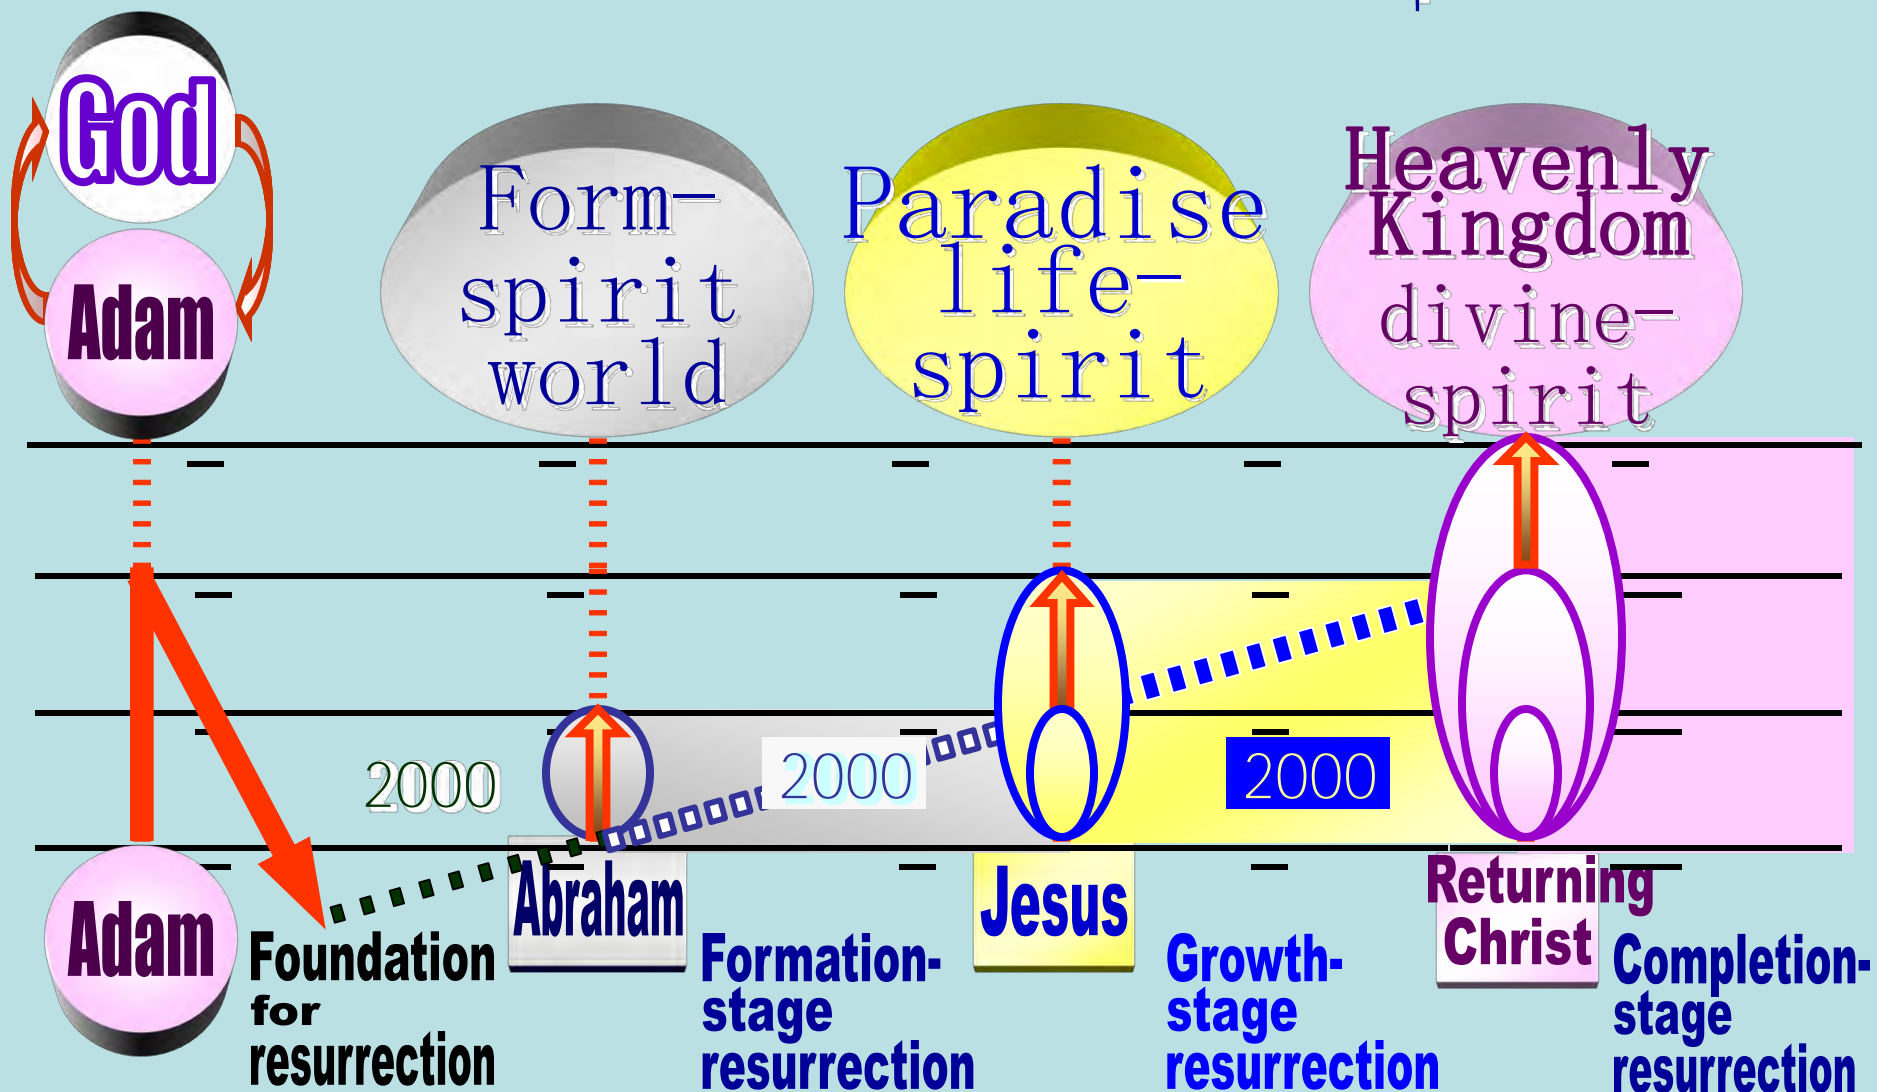 God
Adam
Form-
spirit
world
Paradise
life-
spirit
Heavenly
Kingdom
divine-
spirit
2000
2000
2000
Adam
Foundation
for
resurrection
Abraham
Formation-
stage
resurrection
Jesus
Growth-
stage
resurrection
Returning
Christ
Completion-
stage
resurrection